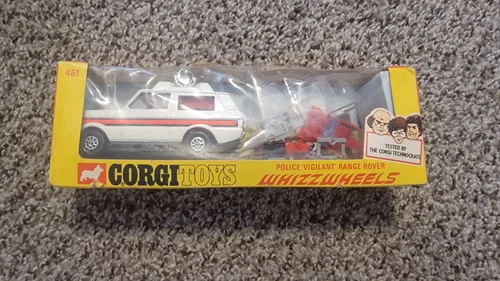 461
TESTED BY
THE CORGI TECHNOCRATS
POLICE 'VIGILANT' RANGE ROVER
CORGI TOYS
WHIZZWHEELS